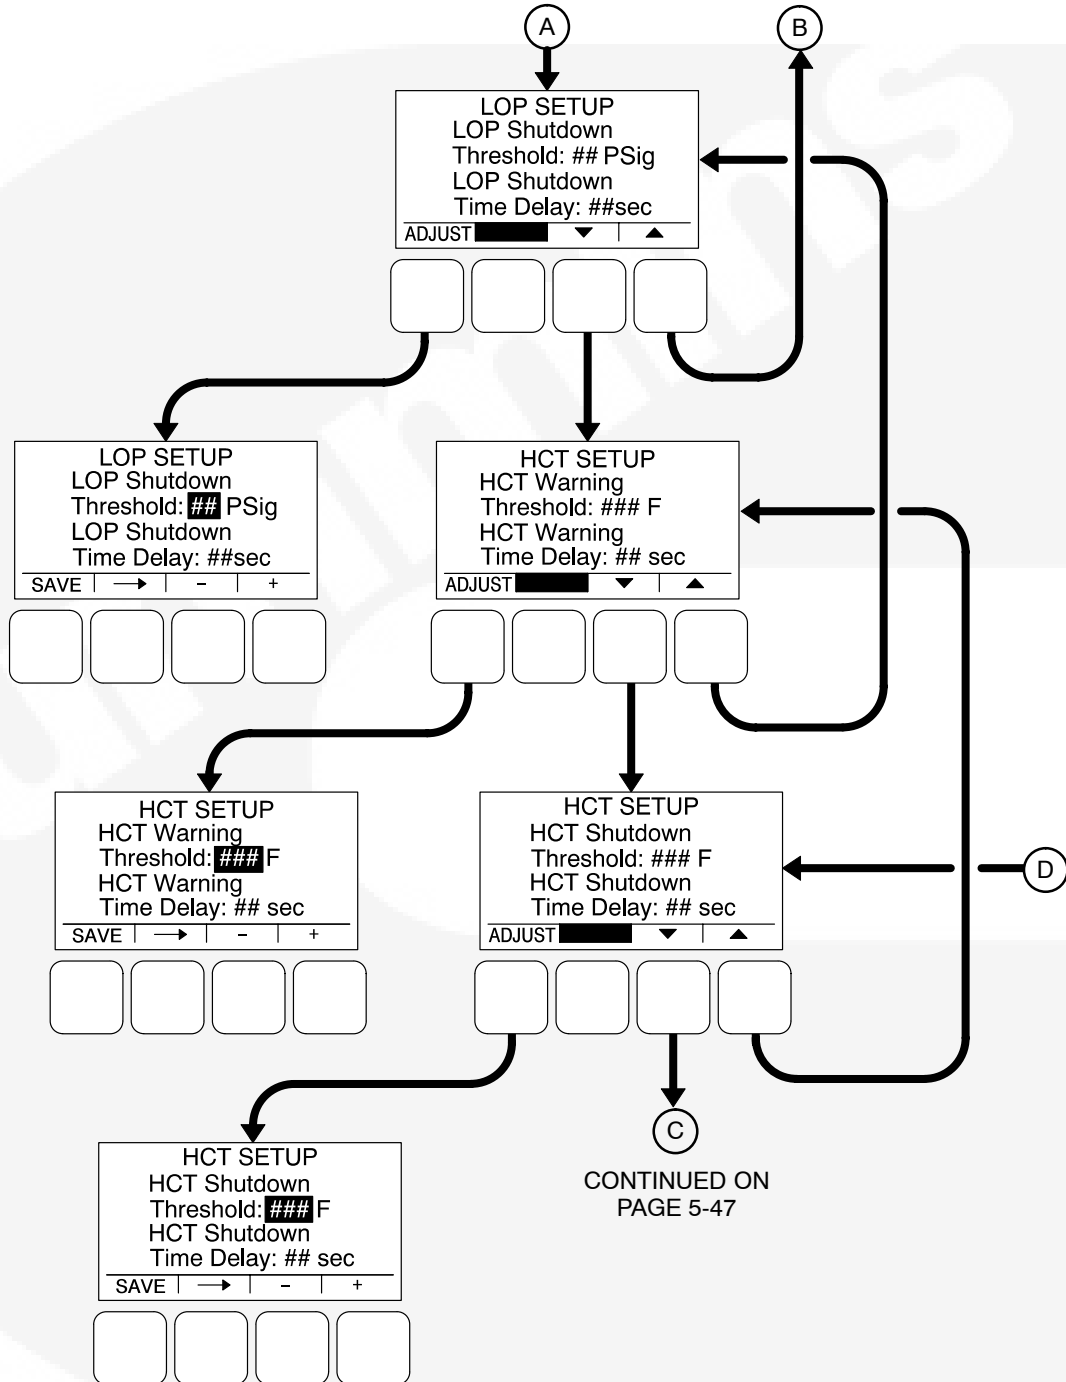 A
B
LOP SETUP
LOP Shutdown
Threshold: ## PSig
LOP Shutdown
Time Delay: ##sec
ADJUST
LOP SETUP
LOP Shutdown
Threshold: ## PSig
LOP Shutdown
Time Delay: ##sec
SAVE - +
HCT SETUP
HCT Warning
Threshold: ### F
HCT Warning
Time Delay: ## sec
ADJUST
HCT SETUP
HCT Warning
Threshold: ### F
HCT Warning
Time Delay: ## sec
SAVE - +
HCT SETUP
HCT Shutdown
Threshold: ### F
HCT Shutdown
Time Delay: ## sec
ADJUST
D
C
CONTINUED ON
PAGE 5-47
HCT SETUP
HCT Shutdown
Threshold: ### F
HCT Shutdown
Time Delay: ## sec
SAVE - +